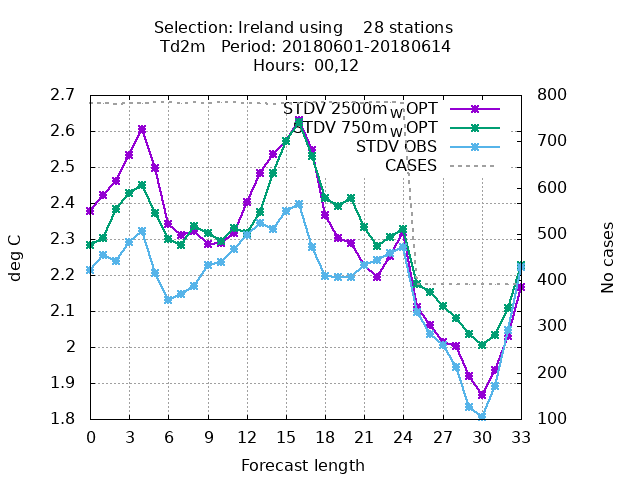 Selection: Ireland using    28 stations
Td2m   Period: 20180601-20180614
Hours: 00,12
STDV 2500m_W_OPT
STDV 750m_W_OPT
STDV OBS
CASES
2.7
2.6
2.5
2.4
2.3
2.2
2.1
2
1.9
1.8
deg C
800
700
600
500
400
300
200
100
No cases
0 3 6 9 12 15 18 21 24 27 30 33
Forecast length